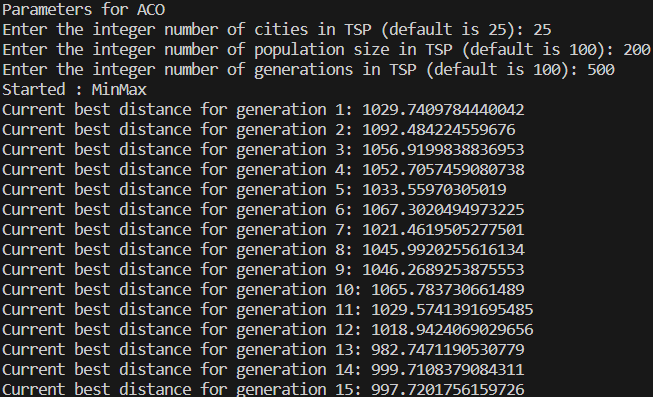 Parameters for ACO
Enter the integer number of cities in TSP (default is 25): 25
Enter the integer number of population size in TSP (default is 100): 200
Enter the integer number of generations in TSP (default is 100): 500
Started : MinMax
Current best distance for generation 1: 1029.7409784440042
Current best distance for generation 2: 1092.484224559676
Current best distance for generation 3: 1056.9199838836953
Current best distance for generation 4: 1052.7057459080738
Current best distance for generation 5: 1033.55970305019
Current best distance for generation 6: 1067.3020494973225
Current best distance for generation 7: 1021.4619505277501
Current best distance for generation 8: 1045.9920255616134
Current best distance for generation 9: 1046.2689253875553
Current best distance for generation 10: 1065.783730661489
Current best distance for generation 11: 1029.5741391695485
Current best distance for generation 12: 1018.9424069029656
Current best distance for generation 13: 982.7471190530779
Current best distance for generation 14: 999.7108379084311
Current best distance for generation 15: 997.7201756159726